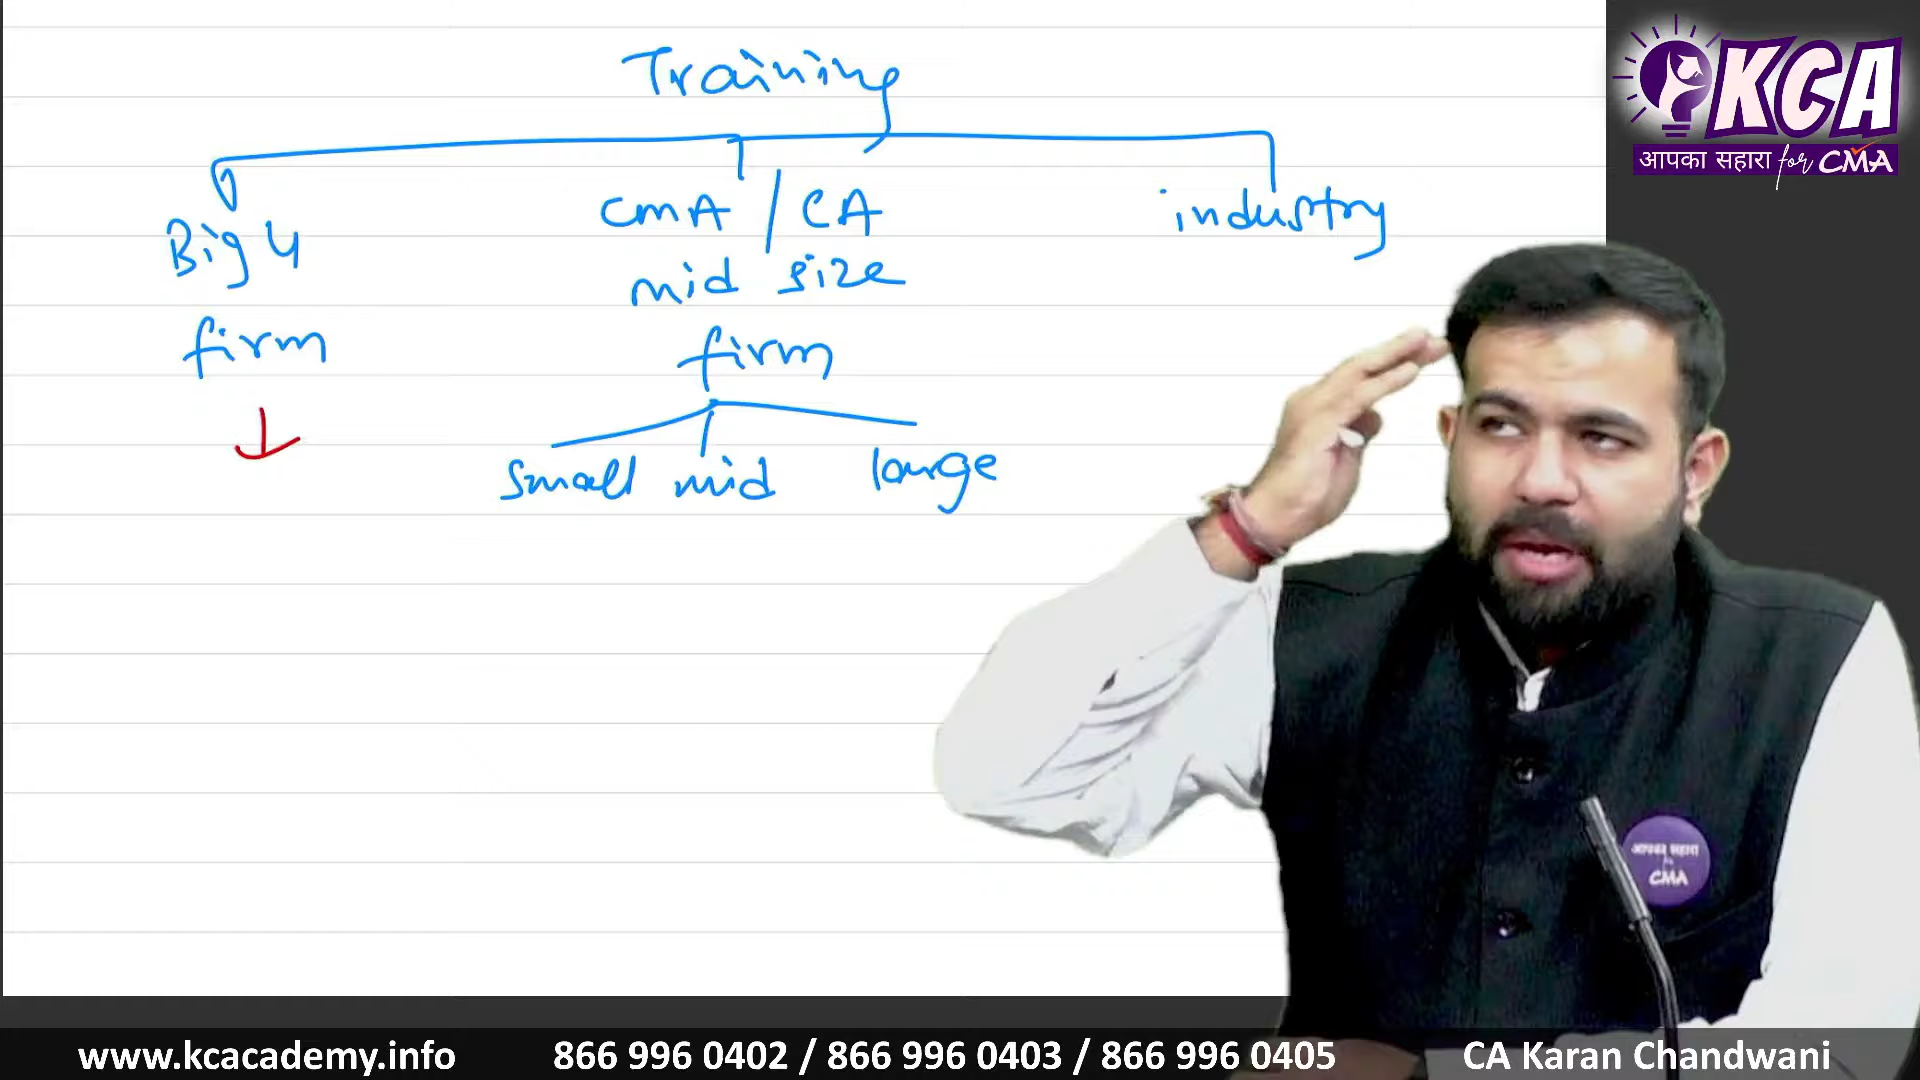 Training
Big 4
firm
CMA / CA
mid size
firm
small mid large
industry
KCA
आपका सहारा for CMA
आपका सहारा
for
CMA
www.kcacademy.info 866 996 0402 / 866 996 0403 / 866 996 0405 CA Karan Chandwani